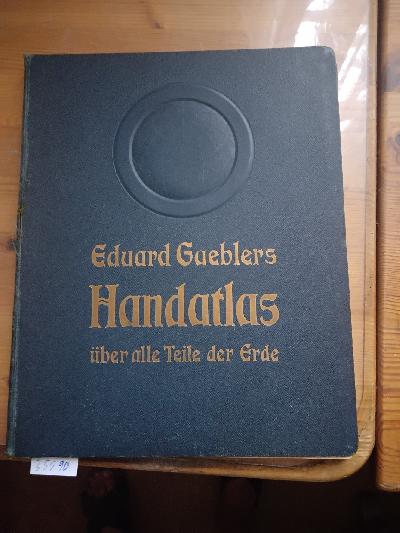 Eduard Gaeblers
Handatlas
über alle Teile der Erde